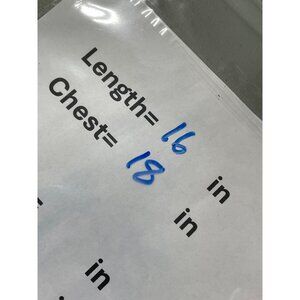 Length= 16 in
Chest= 18 in
in